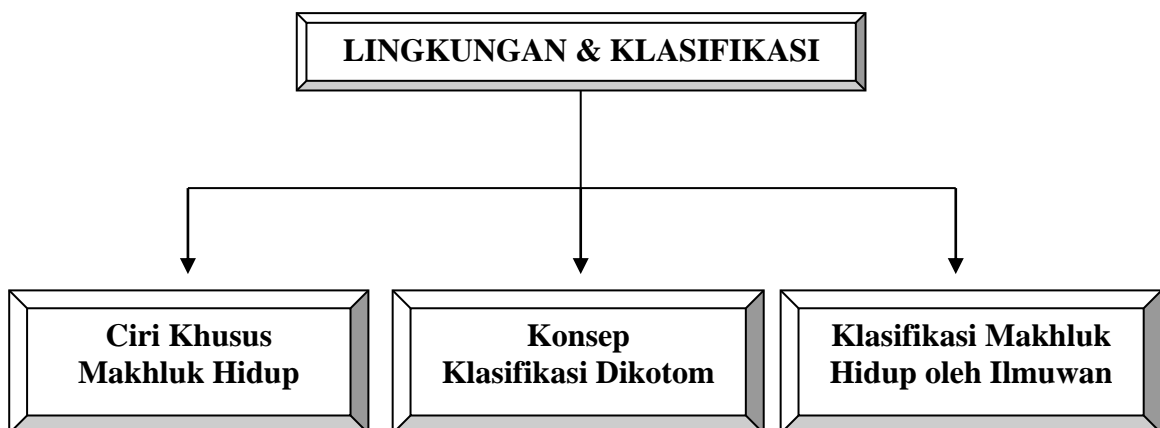 LINGKUNGAN & KLASIFIKASI
Ciri Khusus
Makhluk Hidup
Konsep
Klasifikasi Dikotom
Klasifikasi Makhluk
Hidup oleh Ilmuwan